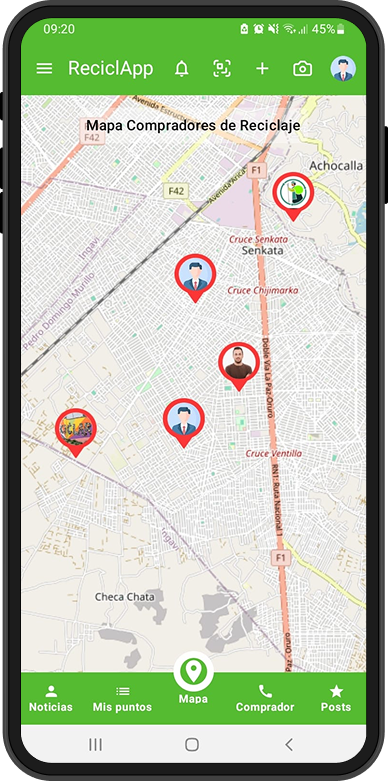 09:20
45%
ReciclApp
Mapa Compradores de Reciclaje
Avenida Estructu
F42
F1
Achocalla
Avenida Arica
F42
Cruce Senkata
Senkata
Ingavi
Pedro Domingo Murillo
Cruce Chijimarka
Doble Vía La Paz-Oruro
Cruce Ventilla
RN1: Ruta Nacional 1
Ingavi
F1
Checa Chata
Paz - Oruro
Noticias
Mis puntos
Mapa
Comprador
Posts